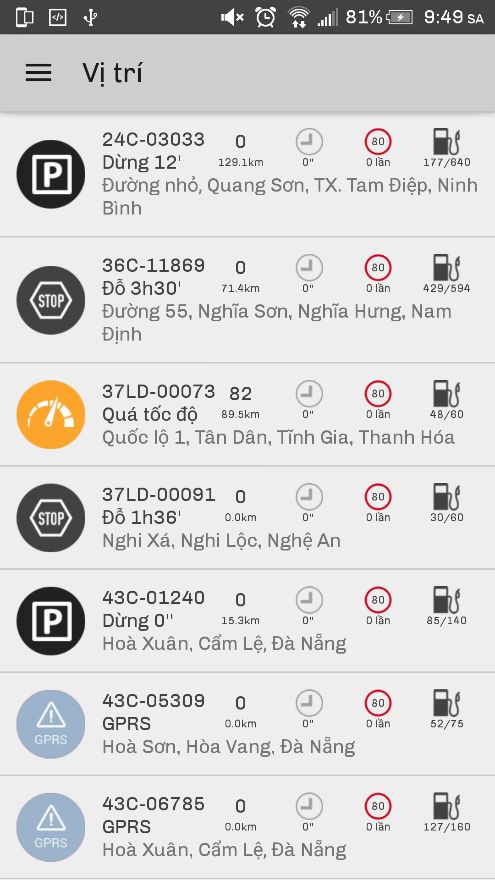 81% 9:49 SA
Vị trí
P 24C-03033 0 80
Dừng 12' 129.1km 0" 0 lần 177/640
Đường nhỏ, Quang Sơn, TX. Tam Điệp, Ninh
Bình
36C-11869 0 80
STOP Đỗ 3h30' 71.4km 0" 0 lần 429/594
Đường 55, Nghĩa Sơn, Nghĩa Hưng, Nam
Định
37LD-00073 82 80
Quá tốc độ 89.5km 0" 0 lần 48/60
Quốc lộ 1, Tân Dân, Tĩnh Gia, Thanh Hóa
37LD-00091 0 80
STOP Đỗ 1h36' 0.0km 0" 0 lần 30/60
Nghi Xá, Nghi Lộc, Nghệ An
43C-01240 0 80
P Dừng 0'' 15.3km 0" 0 lần 85/140
Hoà Xuân, Cẩm Lệ, Đà Nẵng
43C-05309 0 80
GPRS 0.0km 0" 0 lần 52/75
GPRS Hoà Sơn, Hòa Vang, Đà Nẵng
43C-06785 0 80
GPRS 0.0km 0" 0 lần 127/160
GPRS Hoà Xuân, Cẩm Lệ, Đà Nẵng